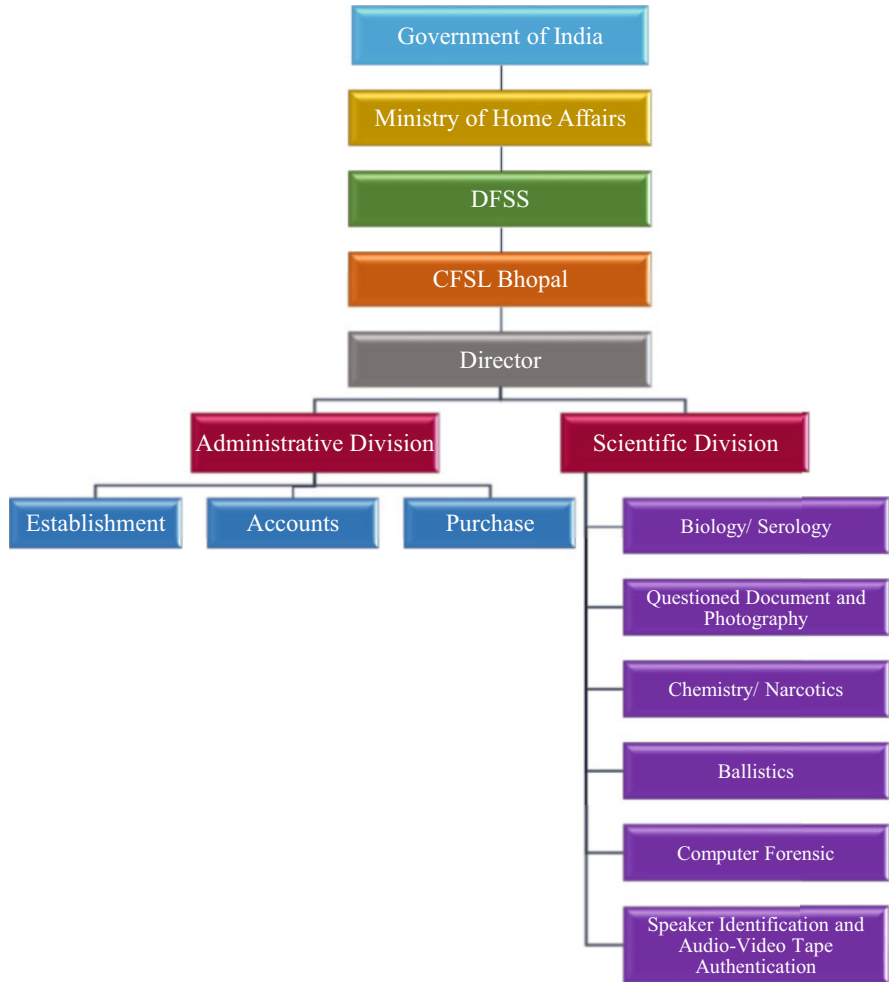 Government of India
Ministry of Home Affairs
DFSS
CFSL Bhopal
Director
Administrative Division
Scientific Division
Establishment
Accounts
Purchase
Biology/ Serology
Questioned Document and
Photography
Chemistry/ Narcotics
Ballistics
Computer Forensic
Speaker Identification and
Audio-Video Tape
Authentication